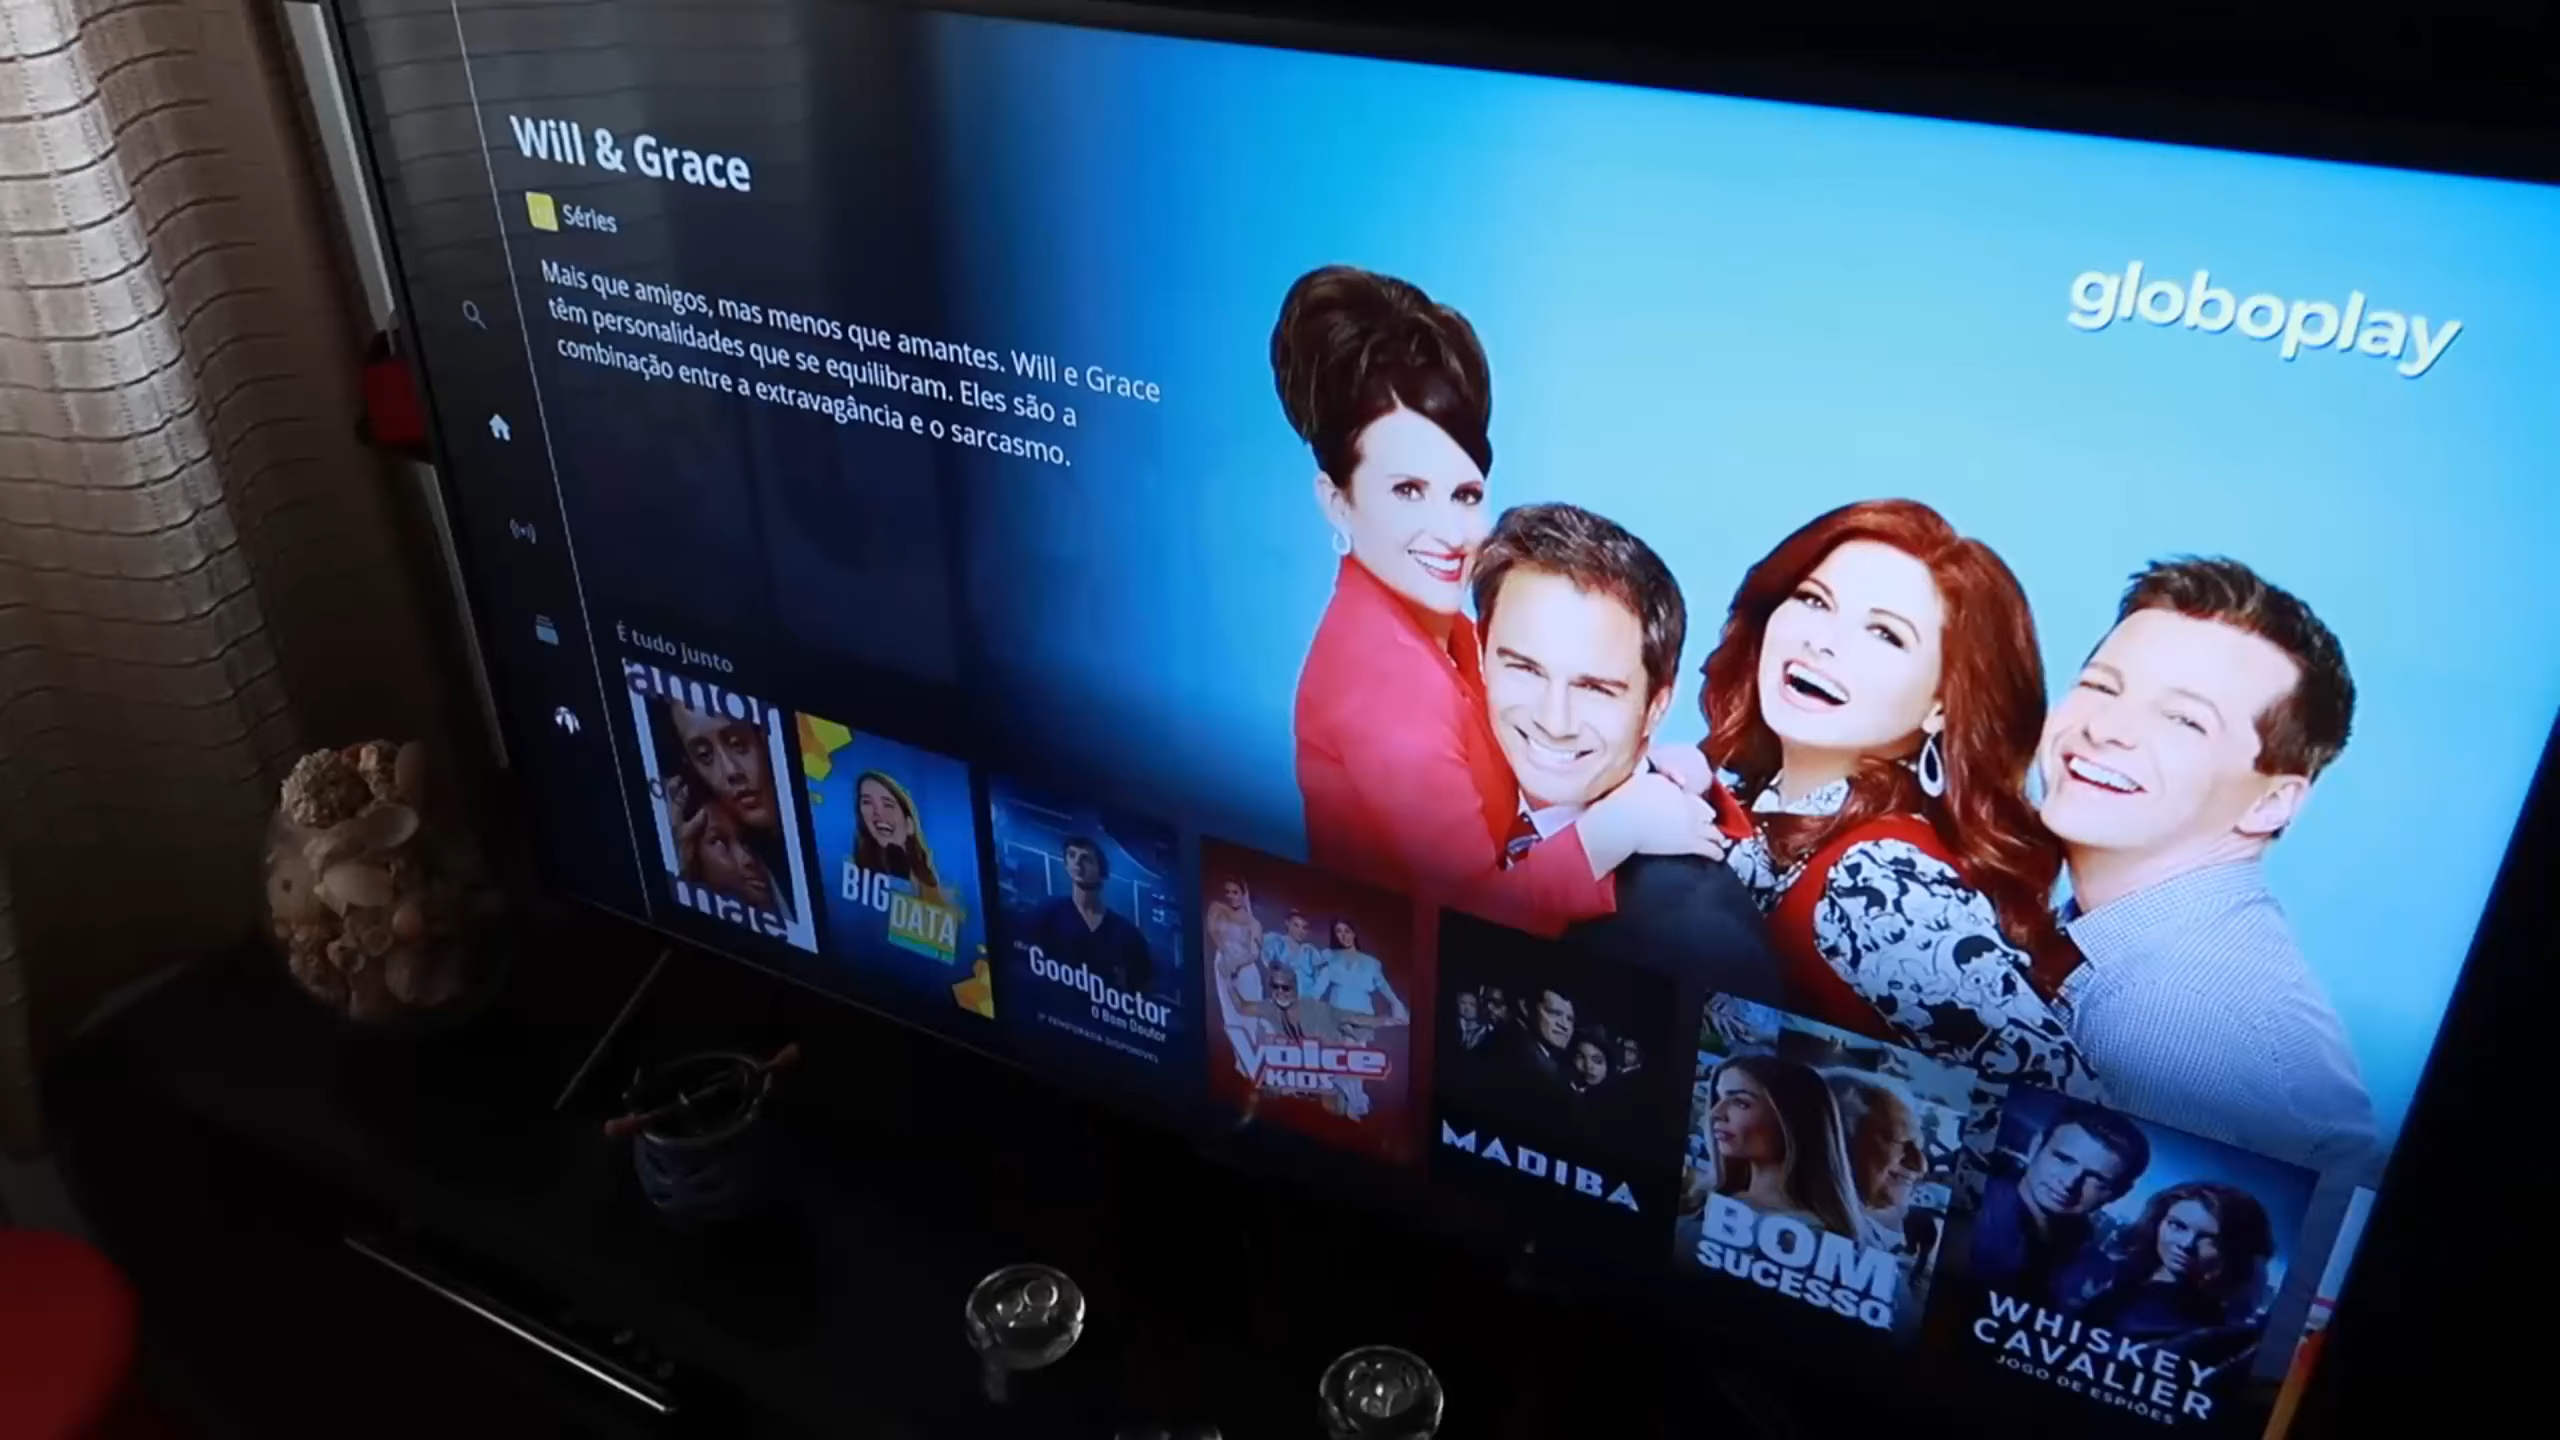 Will & Grace
Séries
globoplay
Mais que amigos, mas menos que amantes. Will e Grace
têm personalidades que se equilibram. Eles são a
combinação entre a extravagância e o sarcasmo.
É tudo junto
amor
BIG
DATA
GOOD DOCTOR
O Bom Doutor
Voice
KIDS
MADIBA
BOM
SUCESSO
WHISKEY
CAVALIER
JOGO DE ESPIÕES